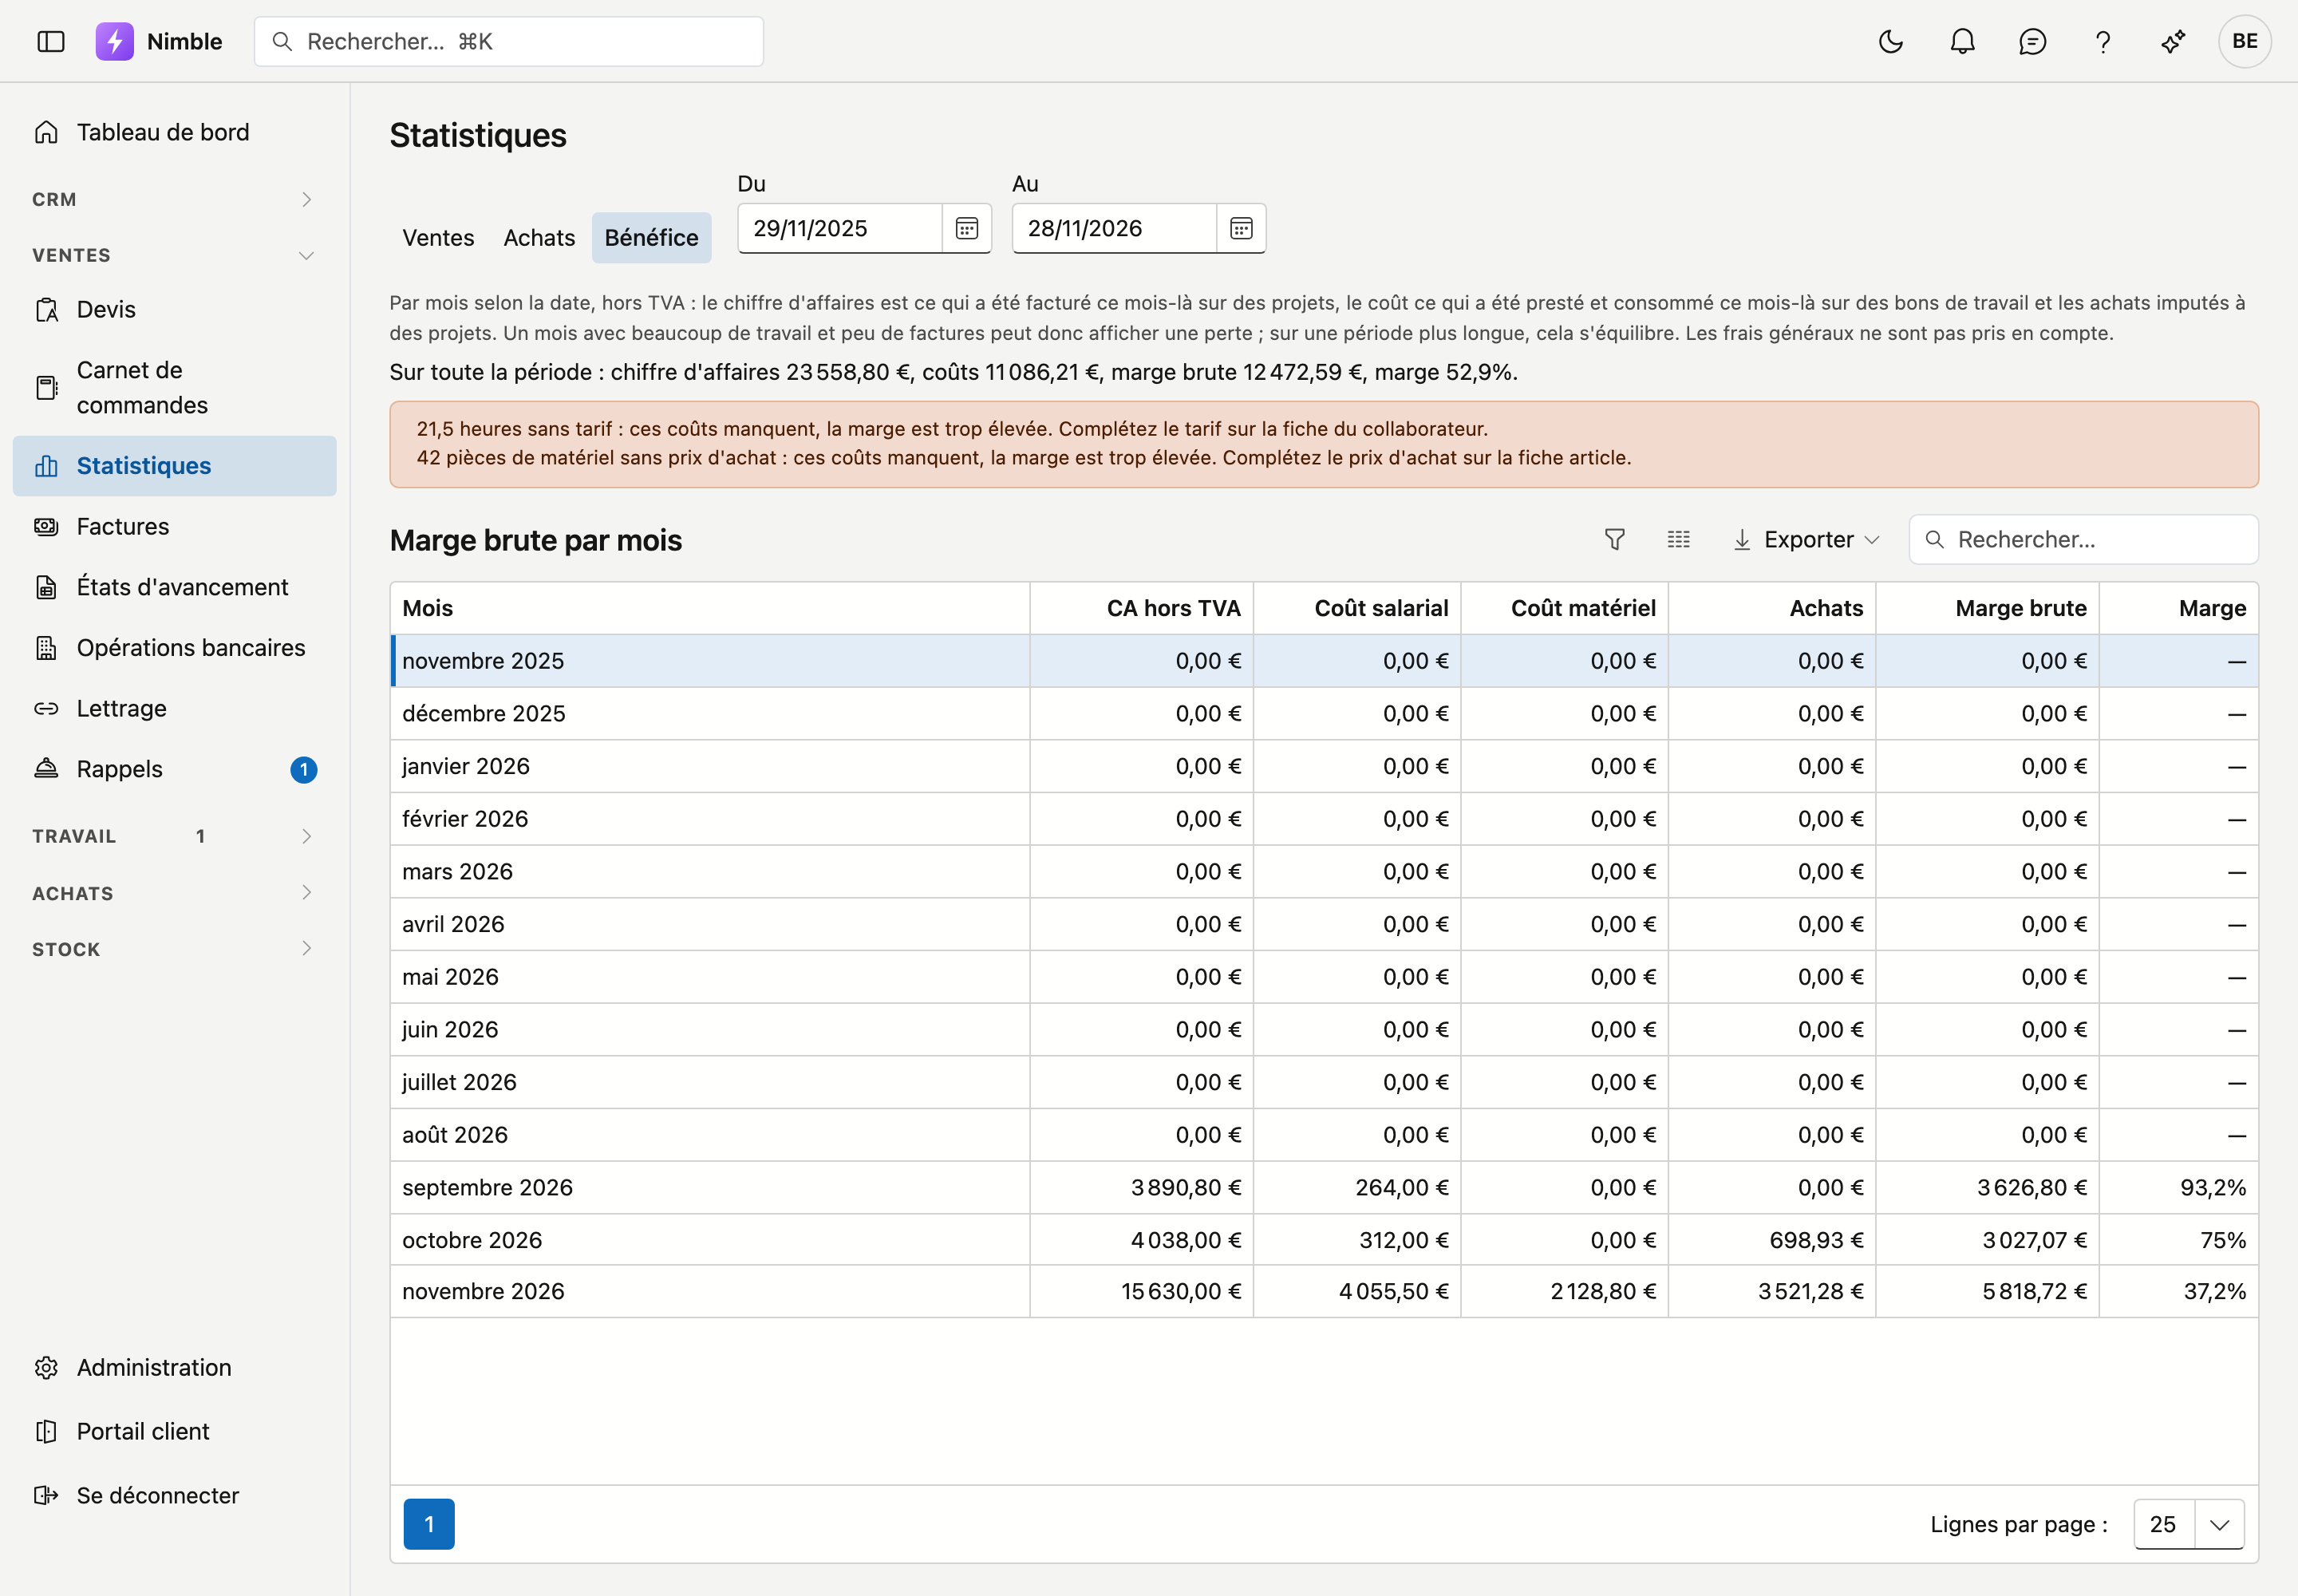 Nimble
Rechercher... ⌘K
BE
Tableau de bord
CRM
VENTES
Devis
Carnet de
commandes
Statistiques
Factures
États d'avancement
Opérations bancaires
Lettrage
Rappels 1
TRAVAIL 1
ACHATS
STOCK
Administration
Portail client
Se déconnecter
Statistiques
Ventes Achats Bénéfice
Du
29/11/2025
Au
28/11/2026
Par mois selon la date, hors TVA : le chiffre d'affaires est ce qui a été facturé ce mois-là sur des projets, le coût ce qui a été presté et consommé ce mois-là sur des bons de travail et les achats imputés à
des projets. Un mois avec beaucoup de travail et peu de factures peut donc afficher une perte ; sur une période plus longue, cela s'équilibre. Les frais généraux ne sont pas pris en compte.
Sur toute la période : chiffre d'affaires 23 558,80 €, coûts 11 086,21 €, marge brute 12 472,59 €, marge 52,9%.
21,5 heures sans tarif : ces coûts manquent, la marge est trop élevée. Complétez le tarif sur la fiche du collaborateur.
42 pièces de matériel sans prix d'achat : ces coûts manquent, la marge est trop élevée. Complétez le prix d'achat sur la fiche article.
Marge brute par mois
Exporter
Rechercher...
Mois CA hors TVA Coût salarial Coût matériel Achats Marge brute Marge
novembre 2025 0,00 € 0,00 € 0,00 € 0,00 € 0,00 € —
décembre 2025 0,00 € 0,00 € 0,00 € 0,00 € 0,00 € —
janvier 2026 0,00 € 0,00 € 0,00 € 0,00 € 0,00 € —
février 2026 0,00 € 0,00 € 0,00 € 0,00 € 0,00 € —
mars 2026 0,00 € 0,00 € 0,00 € 0,00 € 0,00 € —
avril 2026 0,00 € 0,00 € 0,00 € 0,00 € 0,00 € —
mai 2026 0,00 € 0,00 € 0,00 € 0,00 € 0,00 € —
juin 2026 0,00 € 0,00 € 0,00 € 0,00 € 0,00 € —
juillet 2026 0,00 € 0,00 € 0,00 € 0,00 € 0,00 € —
août 2026 0,00 € 0,00 € 0,00 € 0,00 € 0,00 € —
septembre 2026 3 890,80 € 264,00 € 0,00 € 0,00 € 3 626,80 € 93,2%
octobre 2026 4 038,00 € 312,00 € 0,00 € 698,93 € 3 027,07 € 75%
novembre 2026 15 630,00 € 4 055,50 € 2 128,80 € 3 521,28 € 5 818,72 € 37,2%
1
Lignes par page : 25